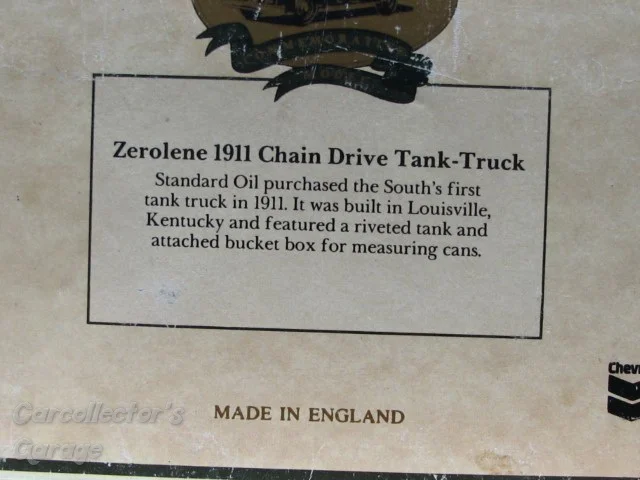 Zerolene 1911 Chain Drive Tank-Truck
Standard Oil purchased the South's first
tank truck in 1911. It was built in Louisville,
Kentucky and featured a riveted tank and
attached bucket box for measuring cans.
Chev
MADE IN ENGLAND
Carcollector's
Garage